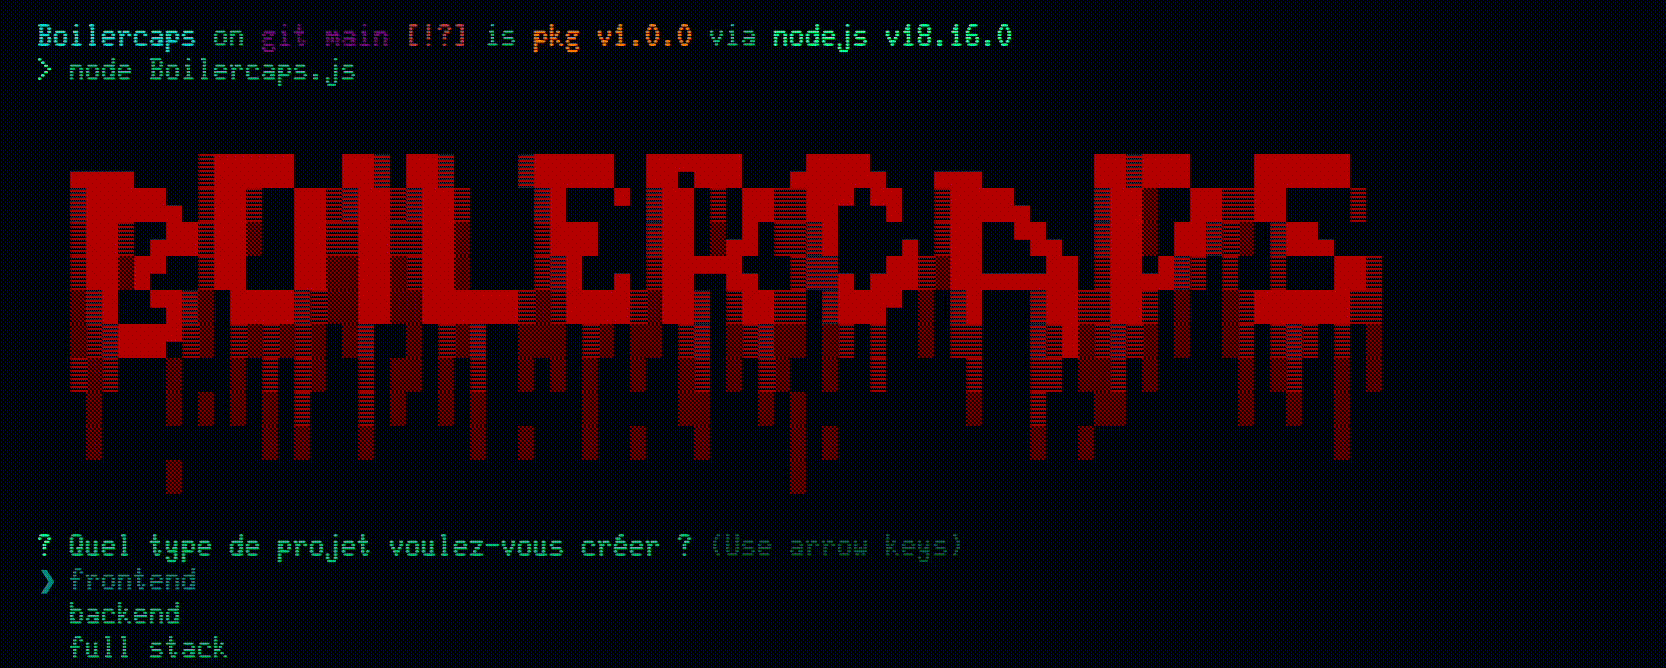 Boilercaps on git main [!?] is pkg v1.0.0 via nodejs v18.16.0
> node Boilercaps.js
BOILERCAPS
? Quel type de projet voulez-vous créer ? (Use arrow keys)
❯ frontend
backend
full stack